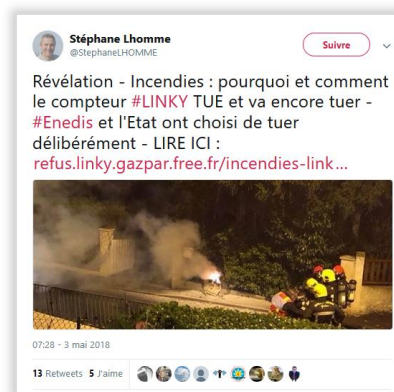 Stéphane Lhomme
@StephaneLHOMME
Suivre
Révélation - Incendies : pourquoi et comment
le compteur #LINKY TUE et va encore tuer -
#Enedis et l'Etat ont choisi de tuer
délibérément - LIRE ICI :
refus.linky.gazpar.free.fr/incendies-link…
07:28 - 3 mai 2018
13 Retweets 5 J'aime